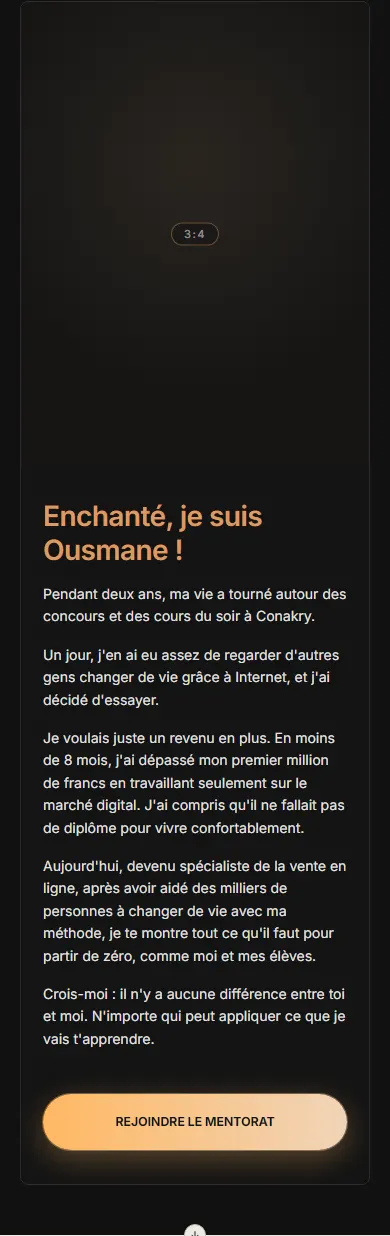 3:4
Enchanté, je suis
Ousmane !
Pendant deux ans, ma vie a tourné autour des
concours et des cours du soir à Conakry.
Un jour, j'en ai eu assez de regarder d'autres
gens changer de vie grâce à Internet, et j'ai
décidé d'essayer.
Je voulais juste un revenu en plus. En moins
de 8 mois, j'ai dépassé mon premier million
de francs en travaillant seulement sur le
marché digital. J'ai compris qu'il ne fallait pas
de diplôme pour vivre confortablement.
Aujourd'hui, devenu spécialiste de la vente en
ligne, après avoir aidé des milliers de
personnes à changer de vie avec ma
méthode, je te montre tout ce qu'il faut pour
partir de zéro, comme moi et mes élèves.
Crois-moi : il n'y a aucune différence entre toi
et moi. N'importe qui peut appliquer ce que je
vais t'apprendre.
REJOINDRE LE MENTORAT